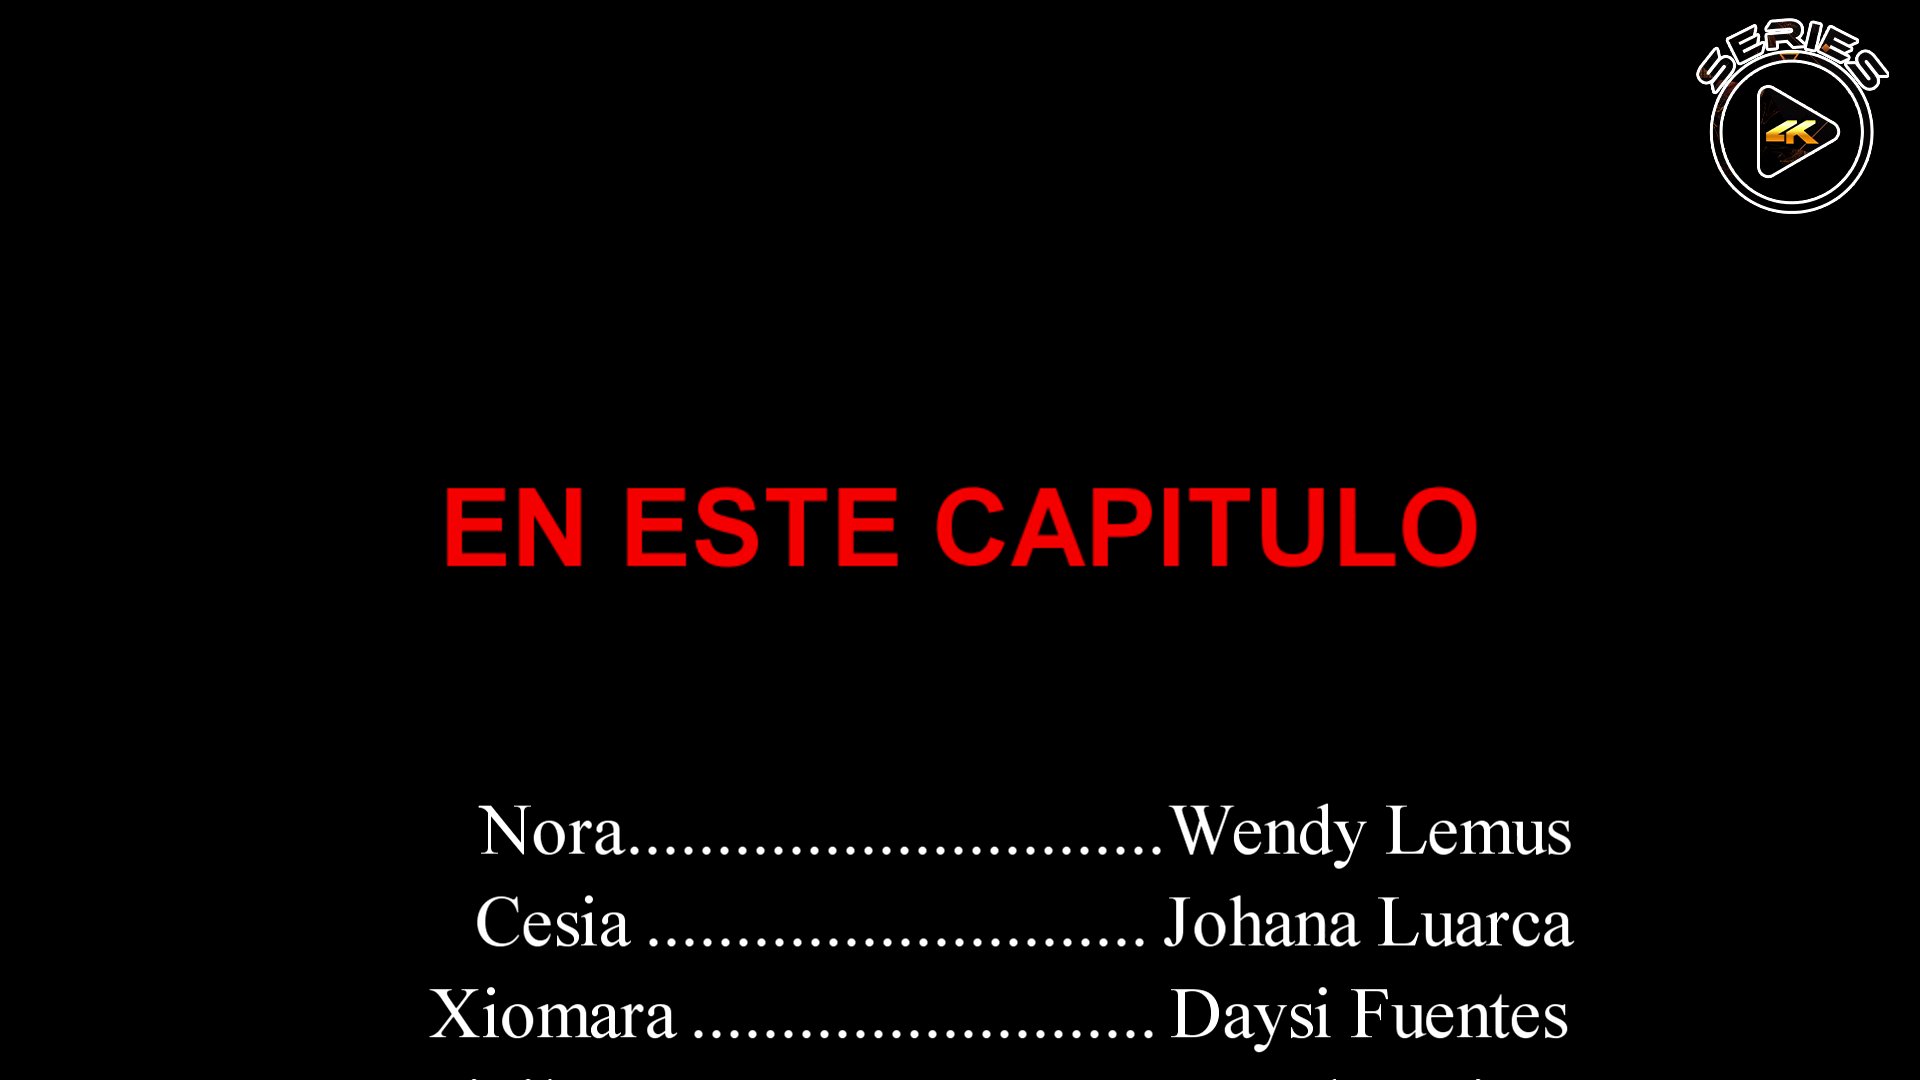 SERIES
4K
EN ESTE CAPITULO
Nora..............................Wendy Lemus
Cesia ............................ Johana Luarca
Xiomara .......................... Daysi Fuentes